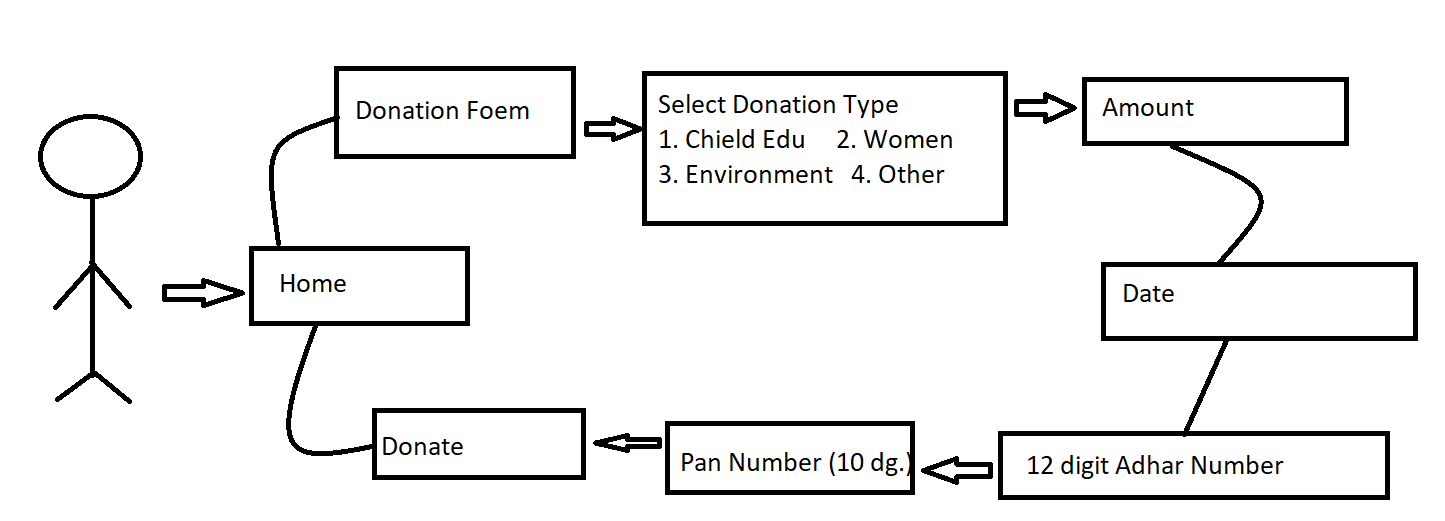 Donation Foem
Select Donation Type
1. Chield Edu 2. Women
3. Environment 4. Other
Amount
Home
Date
Donate
Pan Number (10 dg.)
12 digit Adhar Number